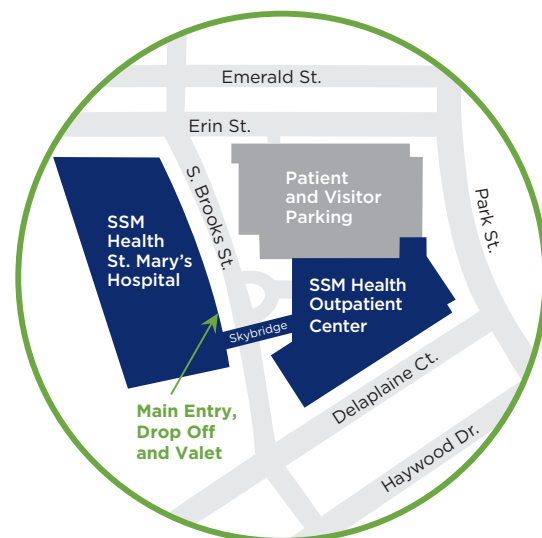 Emerald St.
Erin St.
S. Brooks St.
Patient
and Visitor
Parking
Park St.
SSM
Health
St. Mary's
Hospital
SSM Health
Outpatient
Center
Skybridge
Main Entry,
Drop Off
and Valet
Delaplaine Ct.
Haywood Dr.